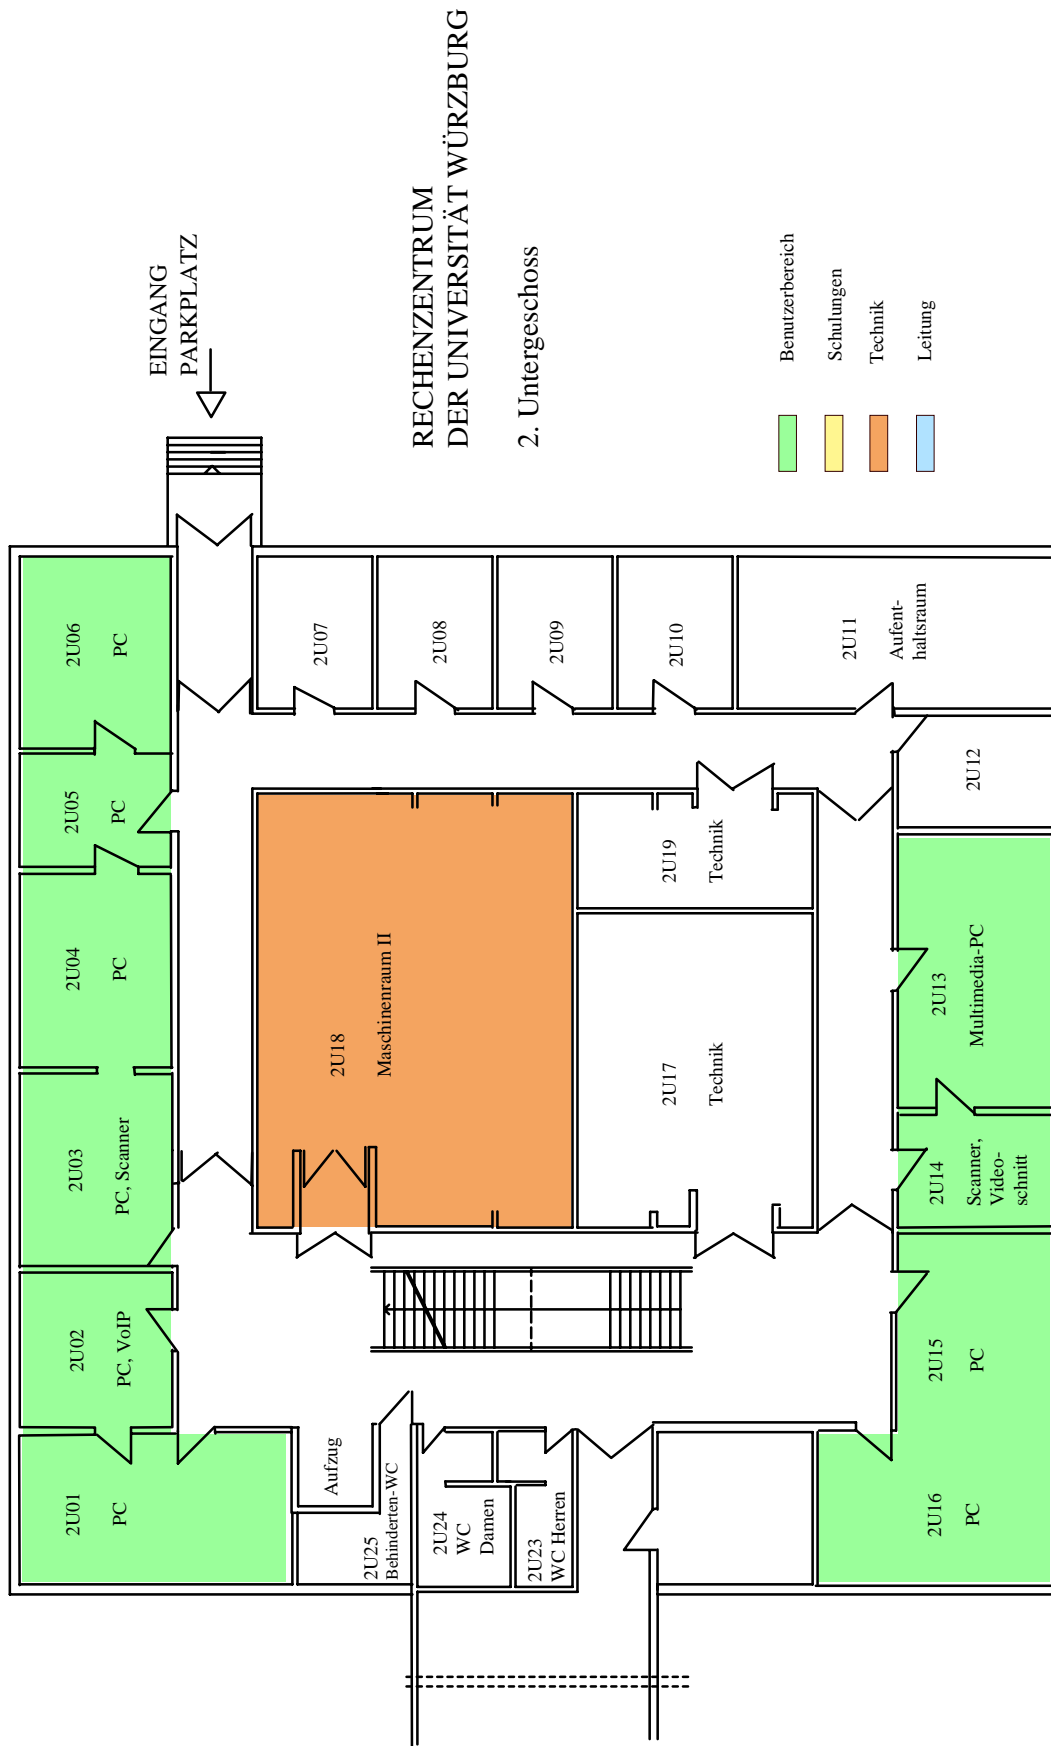 RECHENZENTRUM
DER UNIVERSITÄT WÜRZBURG
2. Untergeschoss
EINGANG
PARKPLATZ
2U01
PC
2U02
PC, VoIP
2U03
PC, Scanner
2U04
PC
2U05
PC
2U06
PC
2U07
2U08
2U09
2U10
2U11
Aufent-
haltsraum
2U12
2U13
Multimedia-PC
2U14
Scanner,
Video-
schnitt
2U15
PC
2U16
PC
2U17
Technik
2U18
Maschinenraum II
2U19
Technik
Aufzug
2U25
Behinderten-WC
2U24
WC
Damen
2U23
WC Herren
Benutzerbereich
Schulungen
Technik
Leitung